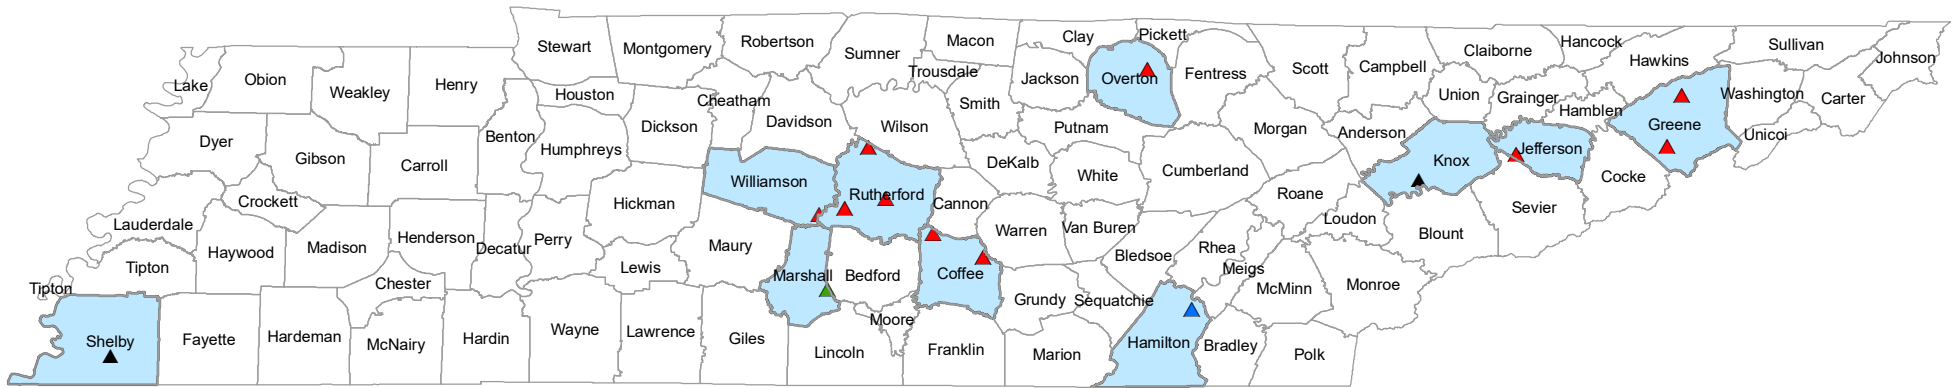 Lake
Obion
Weakley
Henry
Stewart
Montgomery
Robertson
Sumner
Macon
Trousdale
Clay
Pickett
Jackson
Overton
Fentress
Scott
Campbell
Claiborne
Hancock
Hawkins
Sullivan
Johnson
Dyer
Gibson
Carroll
Benton
Houston
Humphreys
Dickson
Cheatham
Davidson
Wilson
Smith
Putnam
Morgan
Anderson
Union
Grainger
Hamblen
Greene
Washington
Carter
Unicoi
Lauderdale
Crockett
Haywood
Madison
Henderson
Decatur
Perry
Hickman
Williamson
Rutherford
Cannon
DeKalb
White
Cumberland
Roane
Knox
Jefferson
Cocke
Sevier
Tipton
Tipton
Chester
Lewis
Maury
Marshall
Bedford
Coffee
Warren
Van Buren
Bledsoe
Rhea
Meigs
Loudon
Blount
Monroe
McMinn
Shelby
Fayette
Hardeman
McNairy
Hardin
Wayne
Lawrence
Giles
Lincoln
Moore
Franklin
Grundy
Sequatchie
Marion
Hamilton
Bradley
Polk